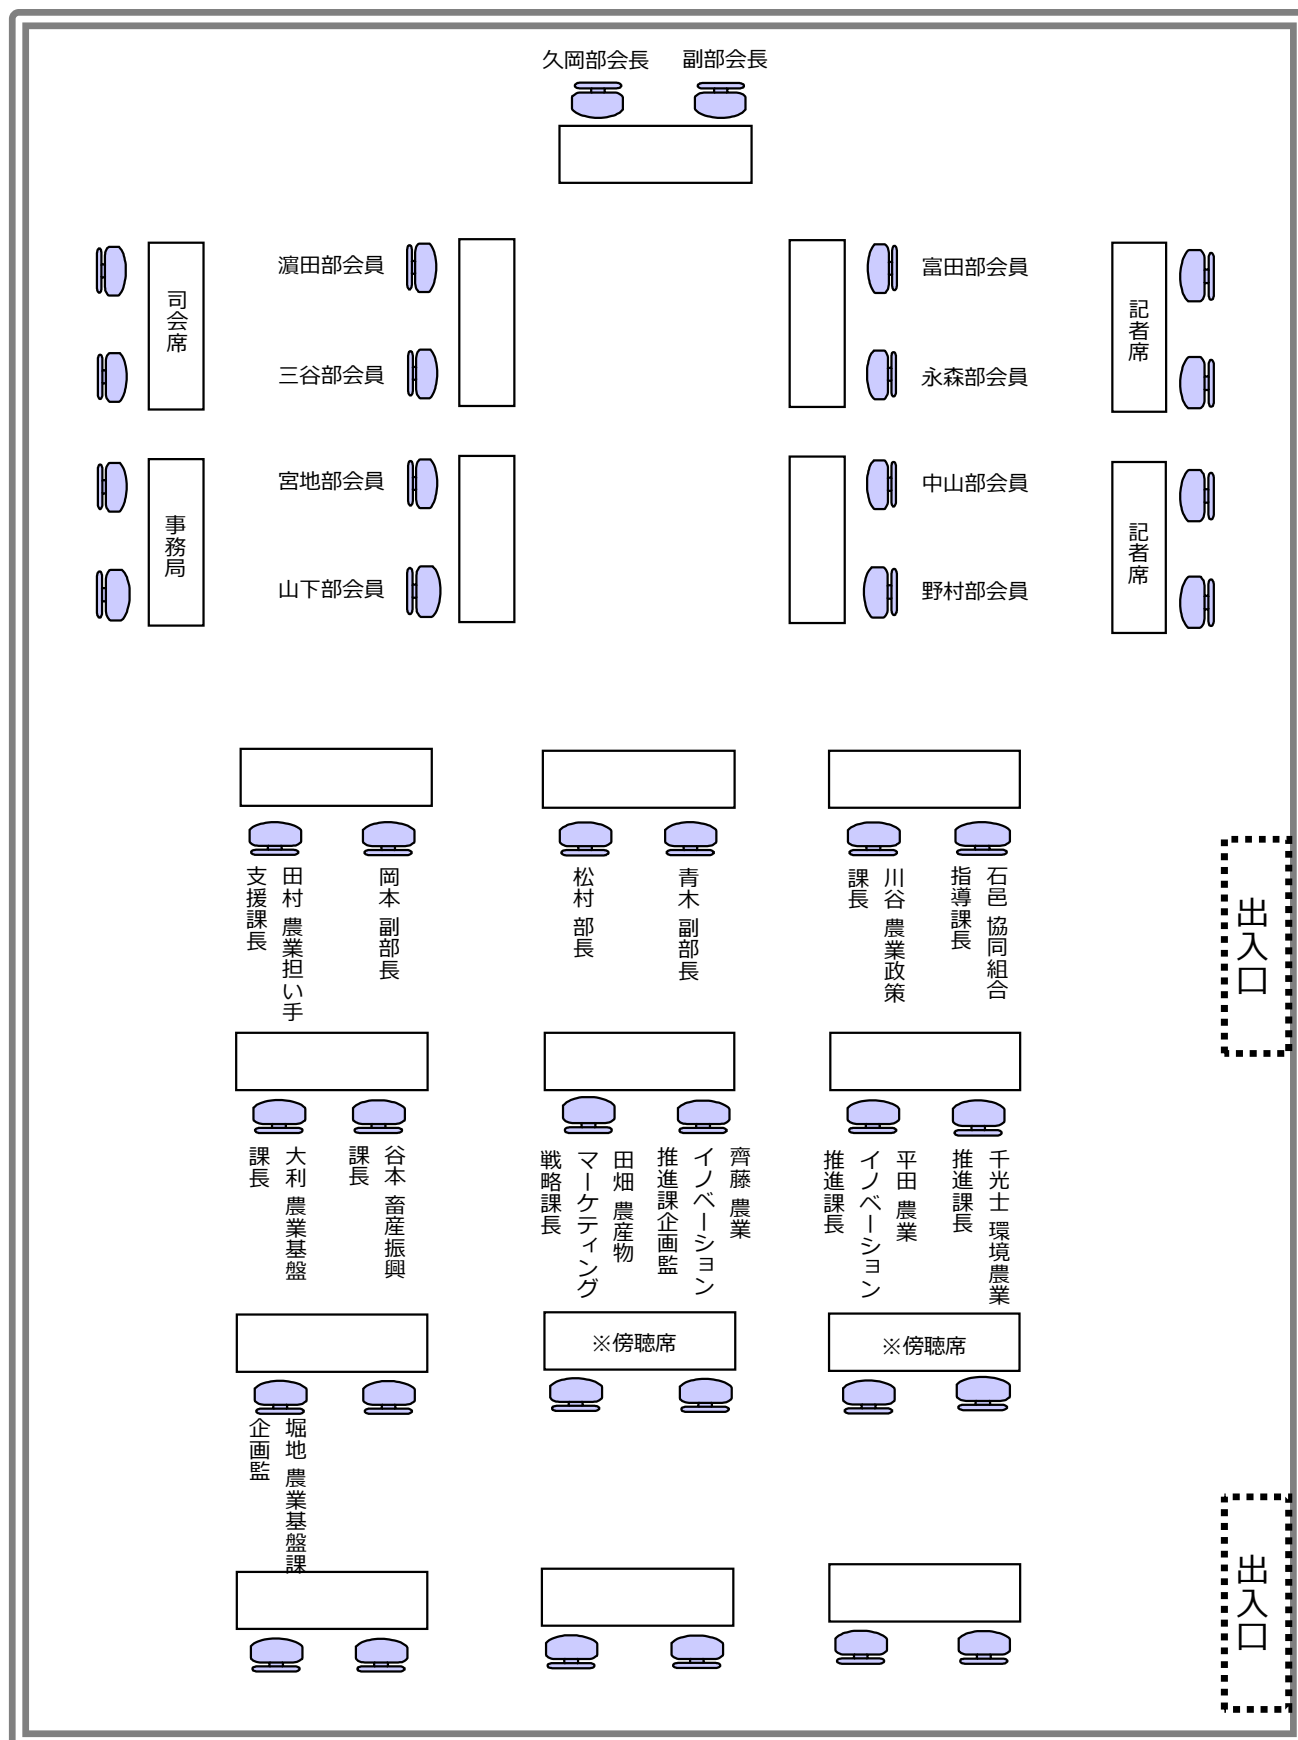 久岡部会長
副部会長
司会席
濵田部会員
富田部会員
記者席
三谷部会員
永森部会員
事務局
宮地部会員
中山部会員
記者席
山下部会員
野村部会員
田村 農業担い手
支援課長
岡本 副部長
松村 部長
青木 副部長
川谷 農業政策
課長
石邑 協同組合
指導課長
出入口
大利 農業基盤
課長
谷本 畜産振興
課長
田畑 農産物
マーケティング
戦略課長
齊藤 農業
イノベーション
推進課企画監
平田 農業
イノベーション
推進課長
千光士 環境農業
推進課長
※傍聴席
※傍聴席
堀地 農業基盤課
企画監
出入口